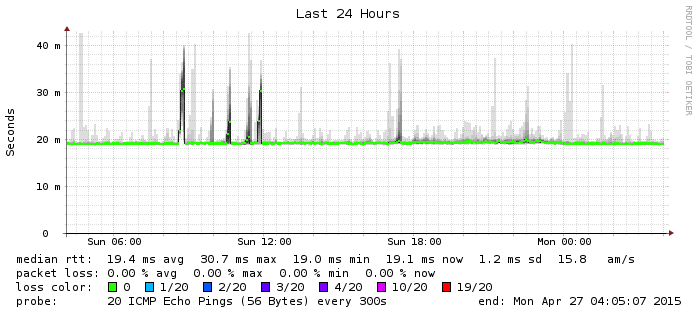 Last 24 Hours
RRDTOOL / TOBI OETIKER
Seconds
40 m
30 m
20 m
10 m
0
Sun 06:00 Sun 12:00 Sun 18:00 Mon 00:00
median rtt: 19.4 ms avg 30.7 ms max 19.0 ms min 19.1 ms now 1.2 ms sd 15.8 am/s
packet loss: 0.00 % avg 0.00 % max 0.00 % min 0.00 % now
loss color: 0 1/20 2/20 3/20 4/20 10/20 19/20
probe: 20 ICMP Echo Pings (56 Bytes) every 300s end: Mon Apr 27 04:05:07 2015